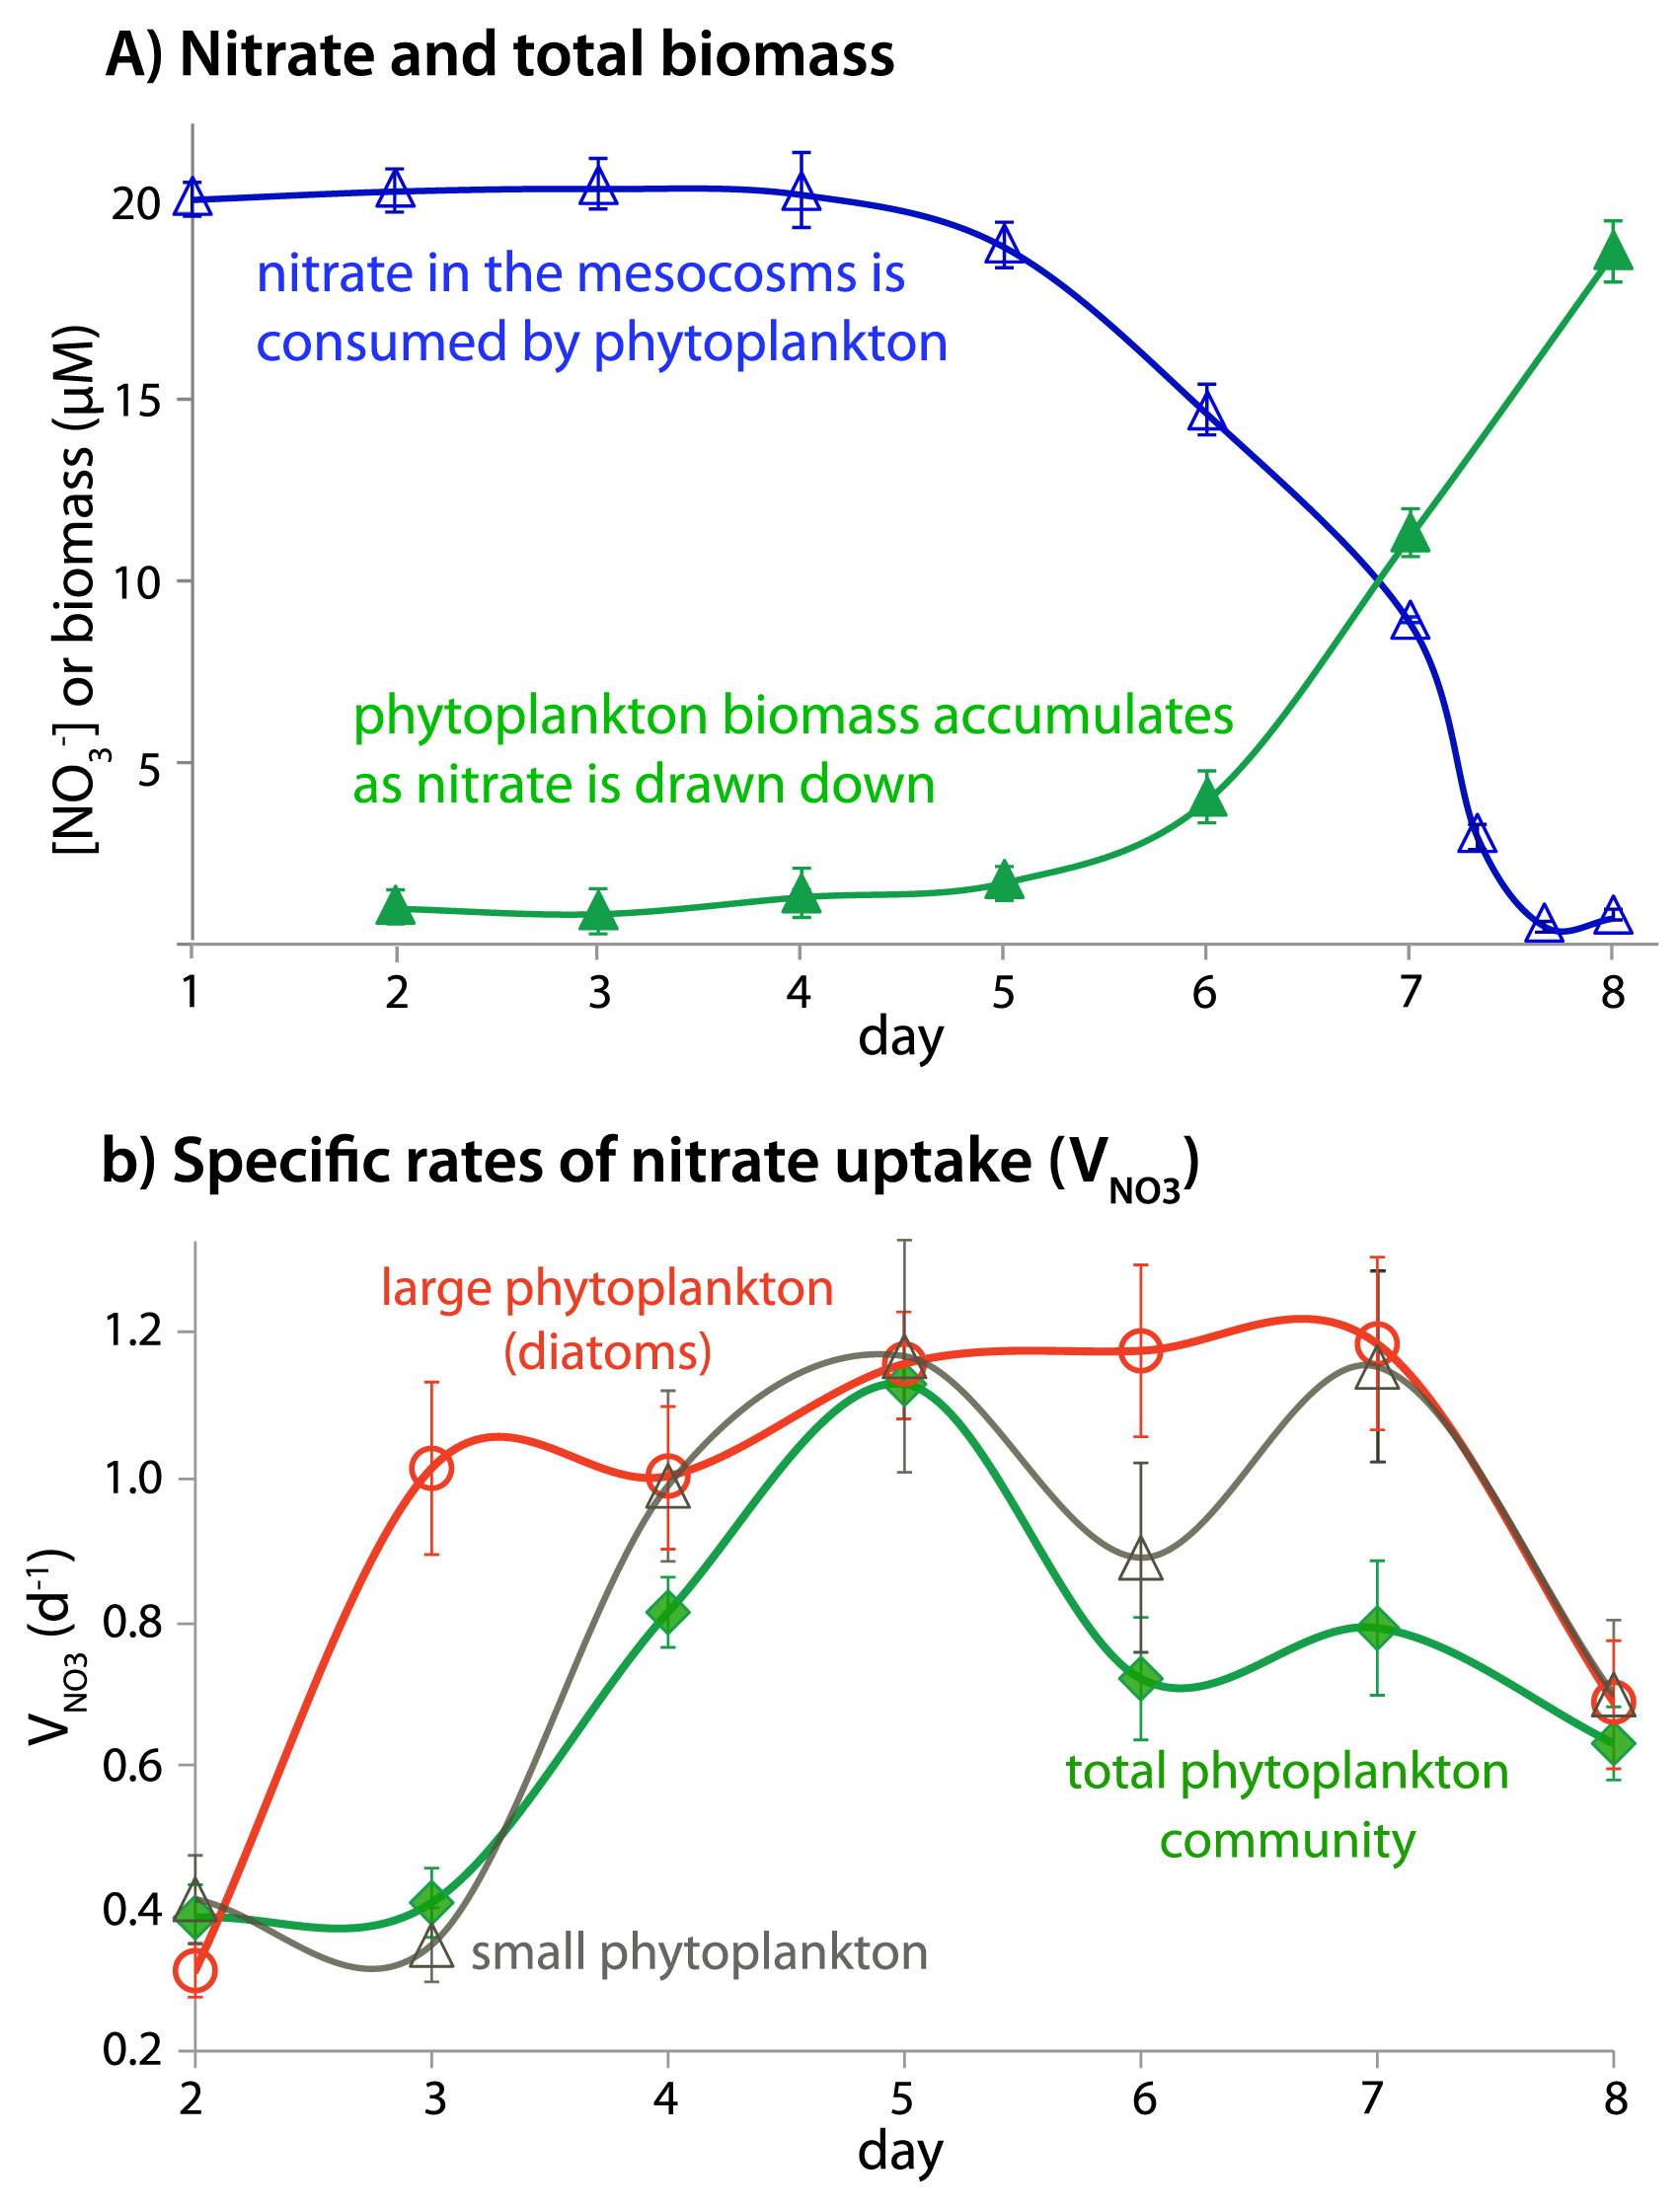 A) Nitrate and total biomass
[NO3-] or biomass (µM)
20
15
10
5
nitrate in the mesocosms is
consumed by phytoplankton
phytoplankton biomass accumulates
as nitrate is drawn down
1 2 3 4 5 6 7 8
day
b) Specific rates of nitrate uptake (VNO3)
VNO3 (d-1)
1.2
1.0
0.8
0.6
0.4
0.2
large phytoplankton
(diatoms)
total phytoplankton
community
small phytoplankton
2 3 4 5 6 7 8
day